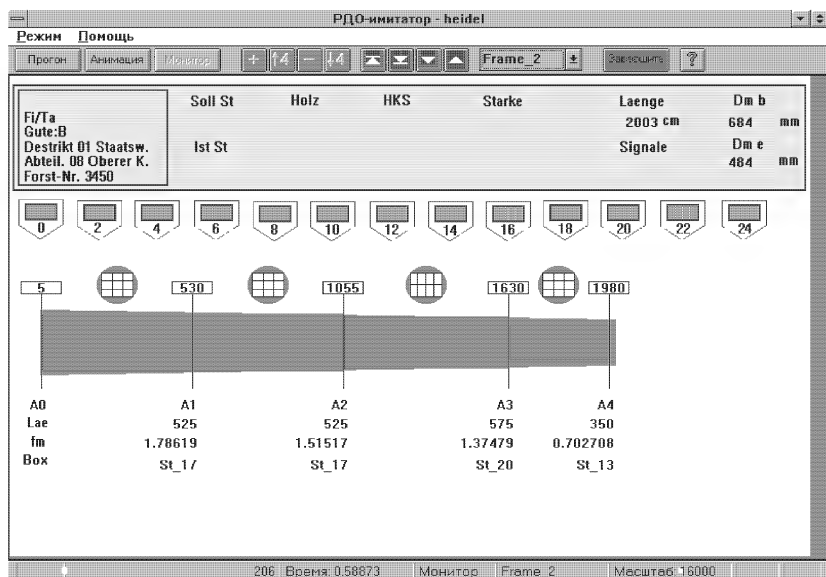 РДО-имитатор - heidel
Режим Помощь
Прогон Анимация Монитор + 4 - 4 Frame_2 Завершить ?
Soll St Holz HKS Starke Laenge Dm b
Fi/Ta
2003 cm 684 mm
Gute:B
Destrikt 01 Staatsw. Ist St Signale Dm e
Abteil. 08 Oberer K. 484 mm
Forst-Nr. 3450
0 2 4 6 8 10 12 14 16 18 20 22 24
5 530 1055 1630 1980
A0 A1 A2 A3 A4
Lae 525 525 575 350
fm 1.78619 1.51517 1.37479 0.702708
Box St_17 St_17 St_20 St_13
206 Время: 0.58873 Монитор Frame_2 Масштаб: 16000